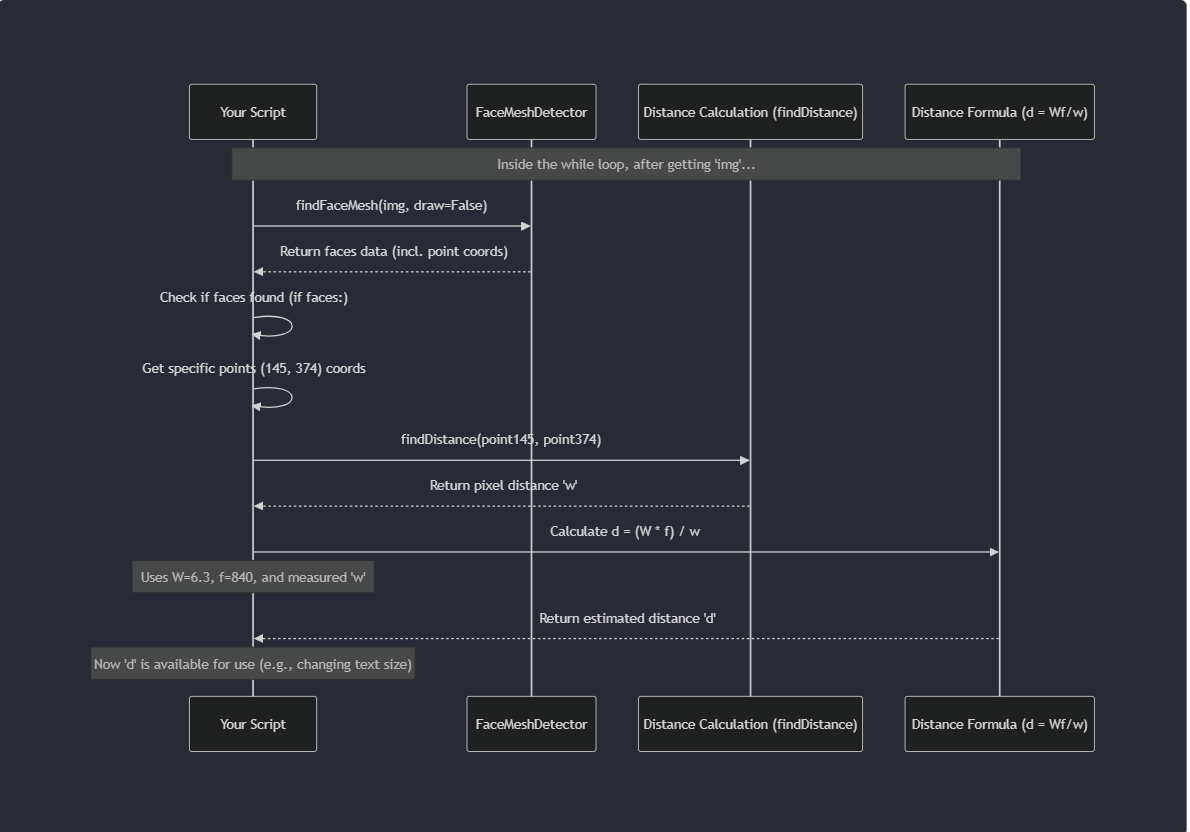 Your Script
FaceMeshDetector
Distance Calculation (findDistance)
Distance Formula (d = Wf/w)
Inside the while loop, after getting 'img'...
findFaceMesh(img, draw=False)
Return faces data (incl. point coords)
Check if faces found (if faces:)
Get specific points (145, 374) coords
findDistance(point145, point374)
Return pixel distance 'w'
Calculate d = (W * f) / w
Uses W=6.3, f=840, and measured 'w'
Return estimated distance 'd'
Now 'd' is available for use (e.g., changing text size)
Your Script
FaceMeshDetector
Distance Calculation (findDistance)
Distance Formula (d = Wf/w)